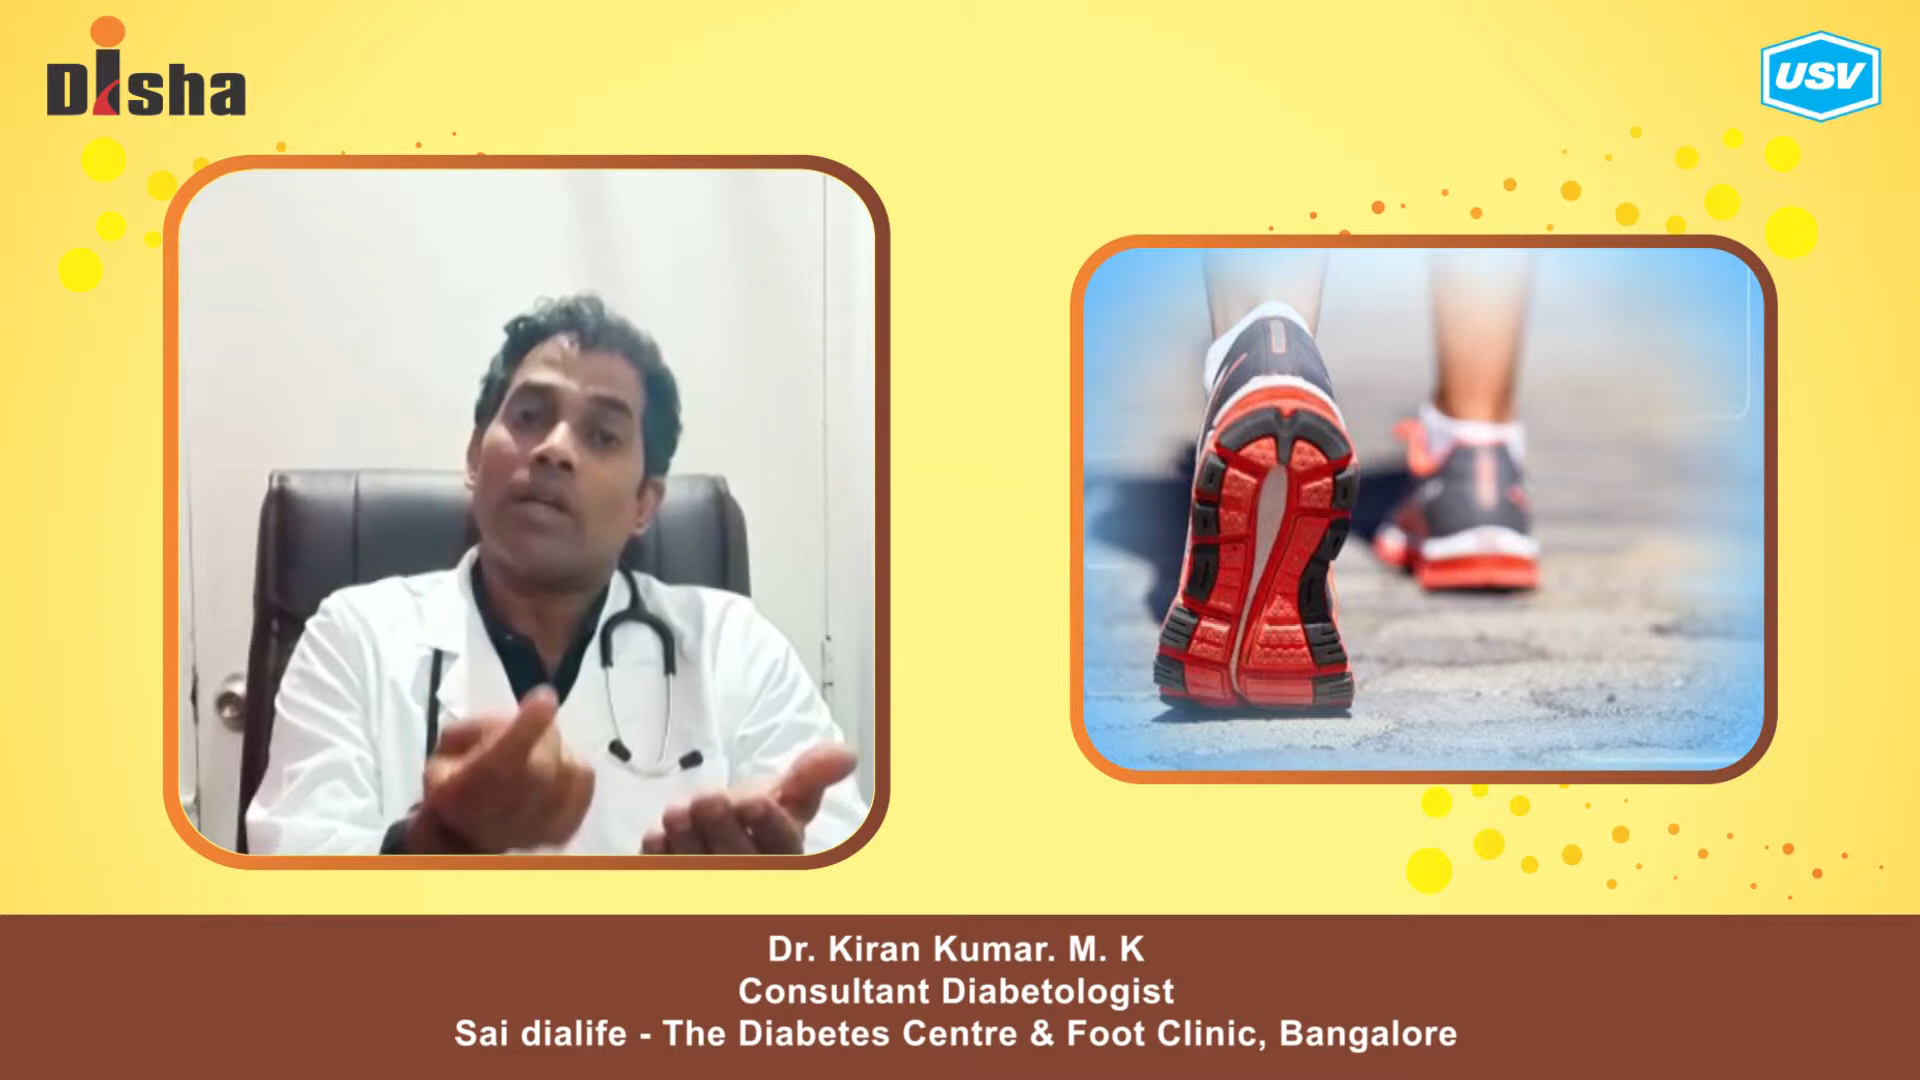 Disha
USV
Dr. Kiran Kumar. M. K
Consultant Diabetologist
Sai dialife - The Diabetes Centre & Foot Clinic, Bangalore